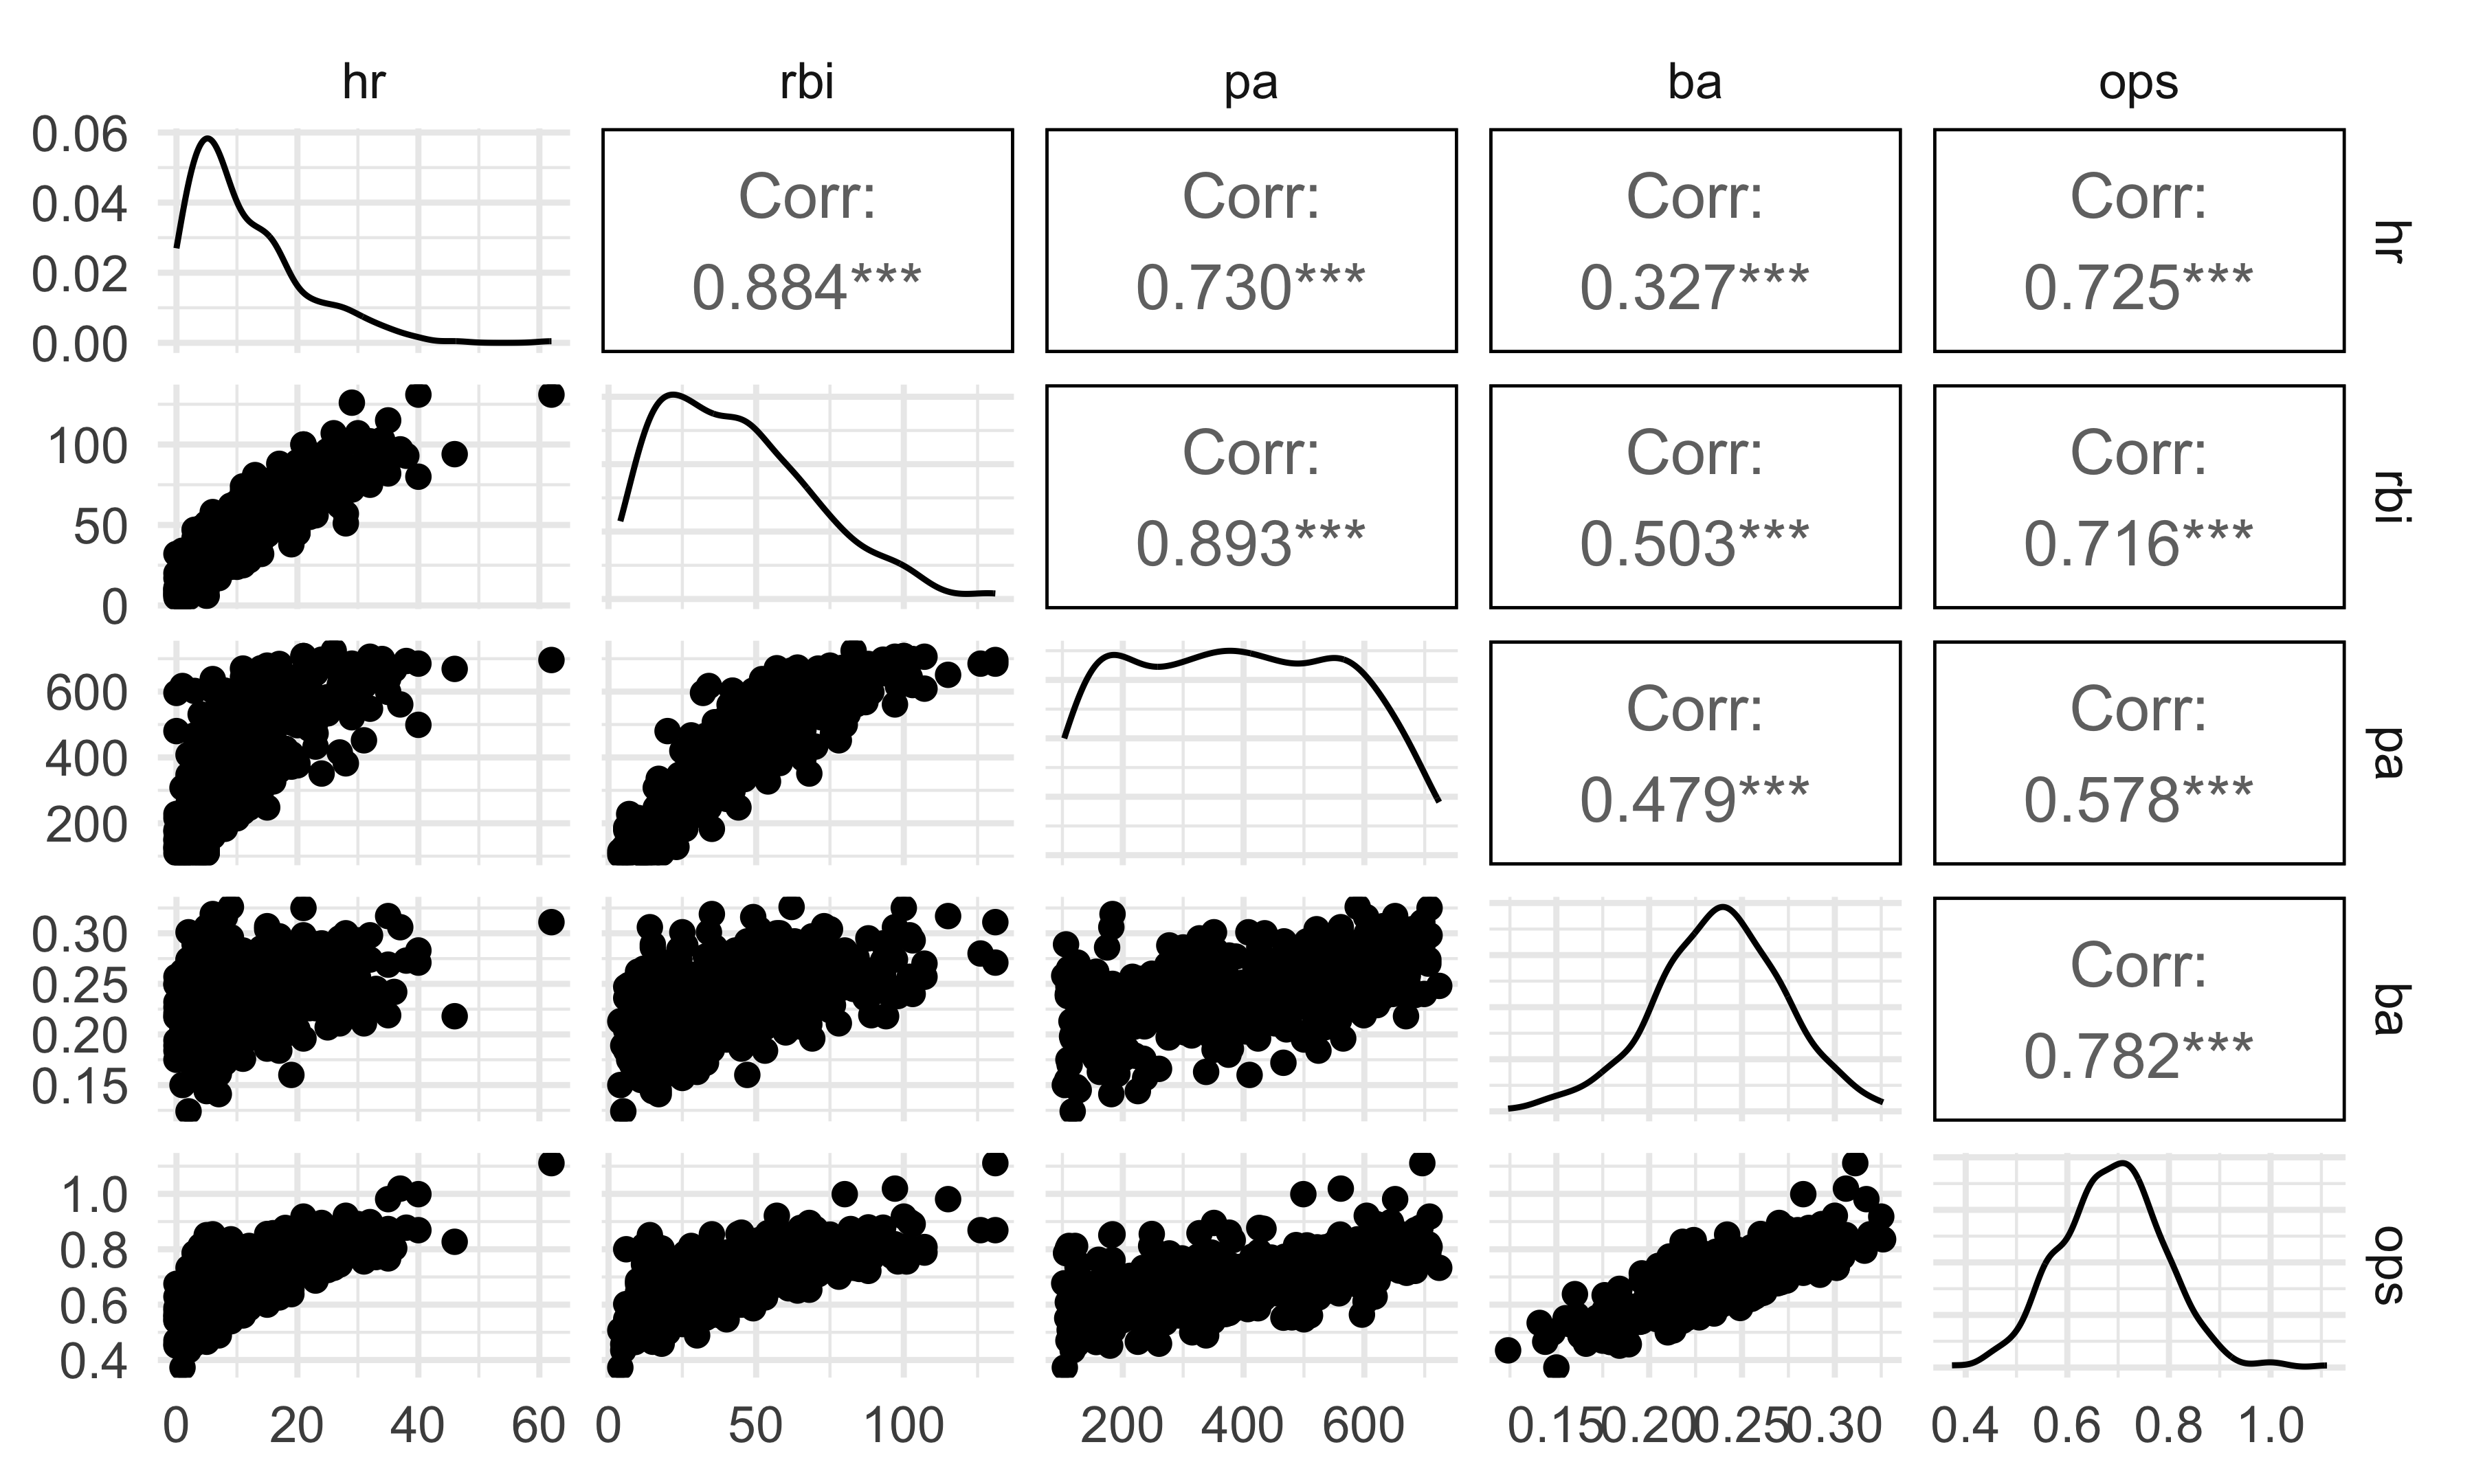 hr rbi pa ba ops
0.06
0.04
0.02
0.00
Corr:
0.884***
Corr:
0.730***
Corr:
0.327***
Corr:
0.725***
hr
100
50
0
Corr:
0.893***
Corr:
0.503***
Corr:
0.716***
rbi
600
400
200
Corr:
0.479***
Corr:
0.578***
pa
0.30
0.25
0.20
0.15
Corr:
0.782***
ba
1.0
0.8
0.6
0.4
ops
0 20 40 60
0 50 100
200 400 600
0.15 0.20 0.25 0.30
0.4 0.6 0.8 1.0